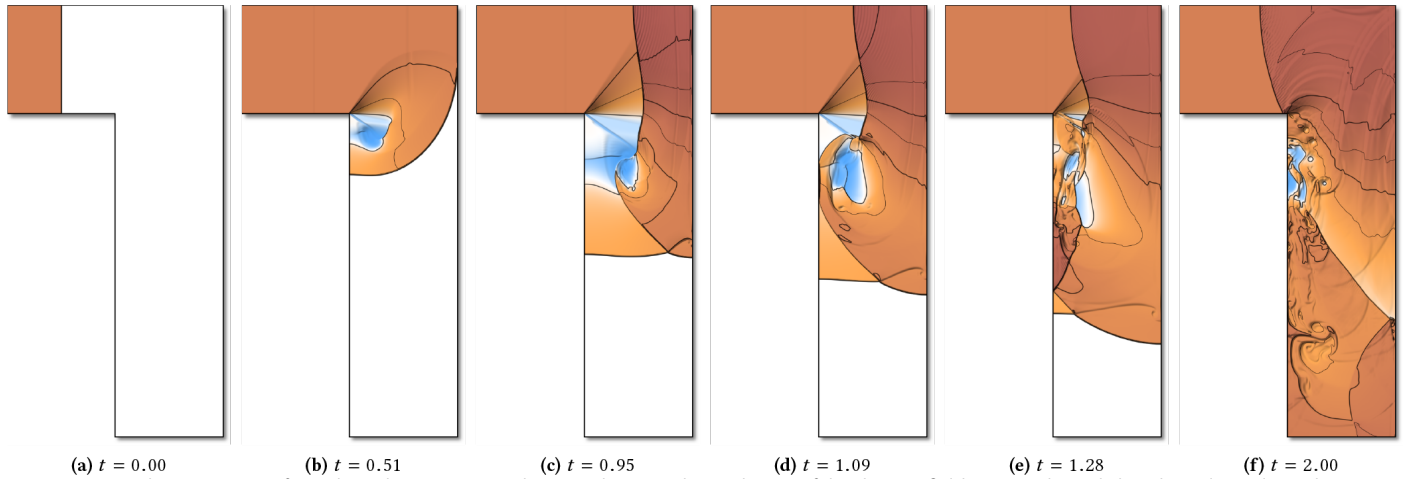 (a) t = 0.00
(b) t = 0.51
(c) t = 0.95
(d) t = 1.09
(e) t = 1.28
(f) t = 2.00